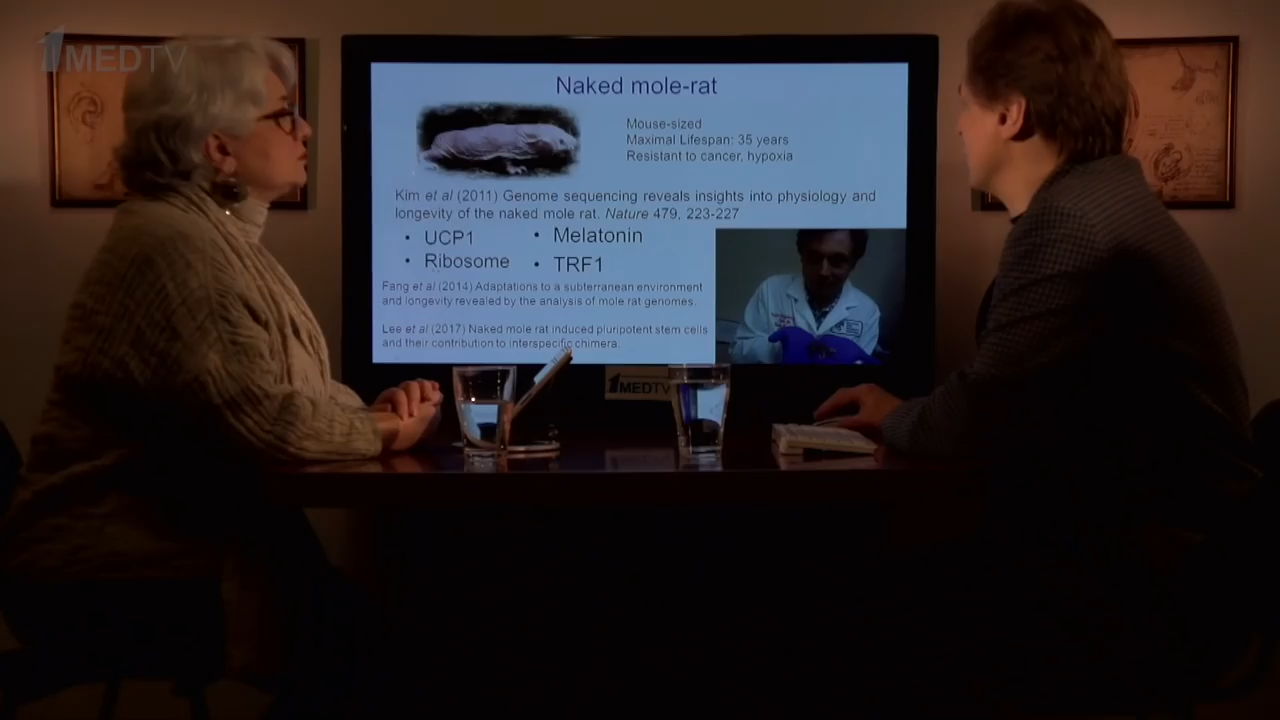 1MEDTV
Naked mole-rat
Mouse-sized
Maximal Lifespan: 35 years
Resistant to cancer, hypoxia
Kim et al (2011) Genome sequencing reveals insights into physiology and
longevity of the naked mole rat. Nature 479, 223-227
• UCP1
• Ribosome
• Melatonin
• TRF1
Fang et al (2014) Adaptations to a subterranean environment
and longevity revealed by the analysis of mole rat genomes.
Lee et al (2017) Naked mole rat induced pluripotent stem cells
and their contribution to interspecific chimera.
1MEDTV